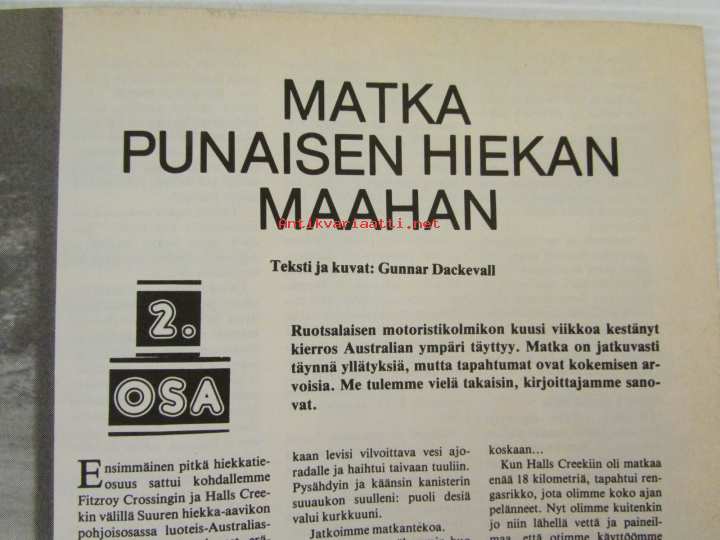 MATKA
PUNAISEN HIEKAN
MAAHAN
Antikvariaatti.net
Teksti ja kuvat: Gunnar Dackevall
2.
OSA
Ruotsalaisen motoristikolmikon kuusi viikkoa kestänyt
kierros Australian ympäri täyttyy. Matka on jatkuvasti
täynnä yllätyksiä, mutta tapahtumat ovat kokemisen ar-
voisia. Me tulemme vielä takaisin, kirjoittajamme sano-
vat.
Ensimmäinen pitkä hiekkatie-
osuus sattui kohdallemme
Fitzroy Crossingin ja Halls Cree-
kin välillä Suuren hiekka-aavikon
pohjoisosassa luoteis-Australias-
kaan levisi vilvoittava vesi ajo-
radalle ja haihtui taivaan tuuliin.
Pysähdyin ja käänsin kanisterin
suuaukon suulleni: puoli desiä
valui kurkkuuni.
Jatkoimme matkantekoa.
koskaan...
Kun Halls Creekiin oli matkaa
enää 18 kilometriä, tapahtui ren-
gasrikko, jota olimme koko ajan
pelänneet. Nyt olimme kuitenkin
jo niin lähellä vettä ja paineil-
maa, että otimme käyttöömme